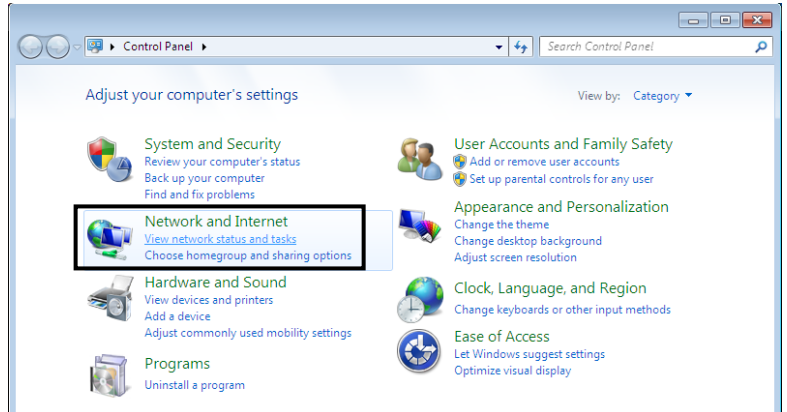 Control Panel
Search Control Panel
Adjust your computer's settings
View by: Category
System and Security
Review your computer's status
Back up your computer
Find and fix problems
Network and Internet
View network status and tasks
Choose homegroup and sharing options
Hardware and Sound
View devices and printers
Add a device
Adjust commonly used mobility settings
Programs
Uninstall a program
User Accounts and Family Safety
Add or remove user accounts
Set up parental controls for any user
Appearance and Personalization
Change the theme
Change desktop background
Adjust screen resolution
Clock, Language, and Region
Change keyboards or other input methods
Ease of Access
Let Windows suggest settings
Optimize visual display